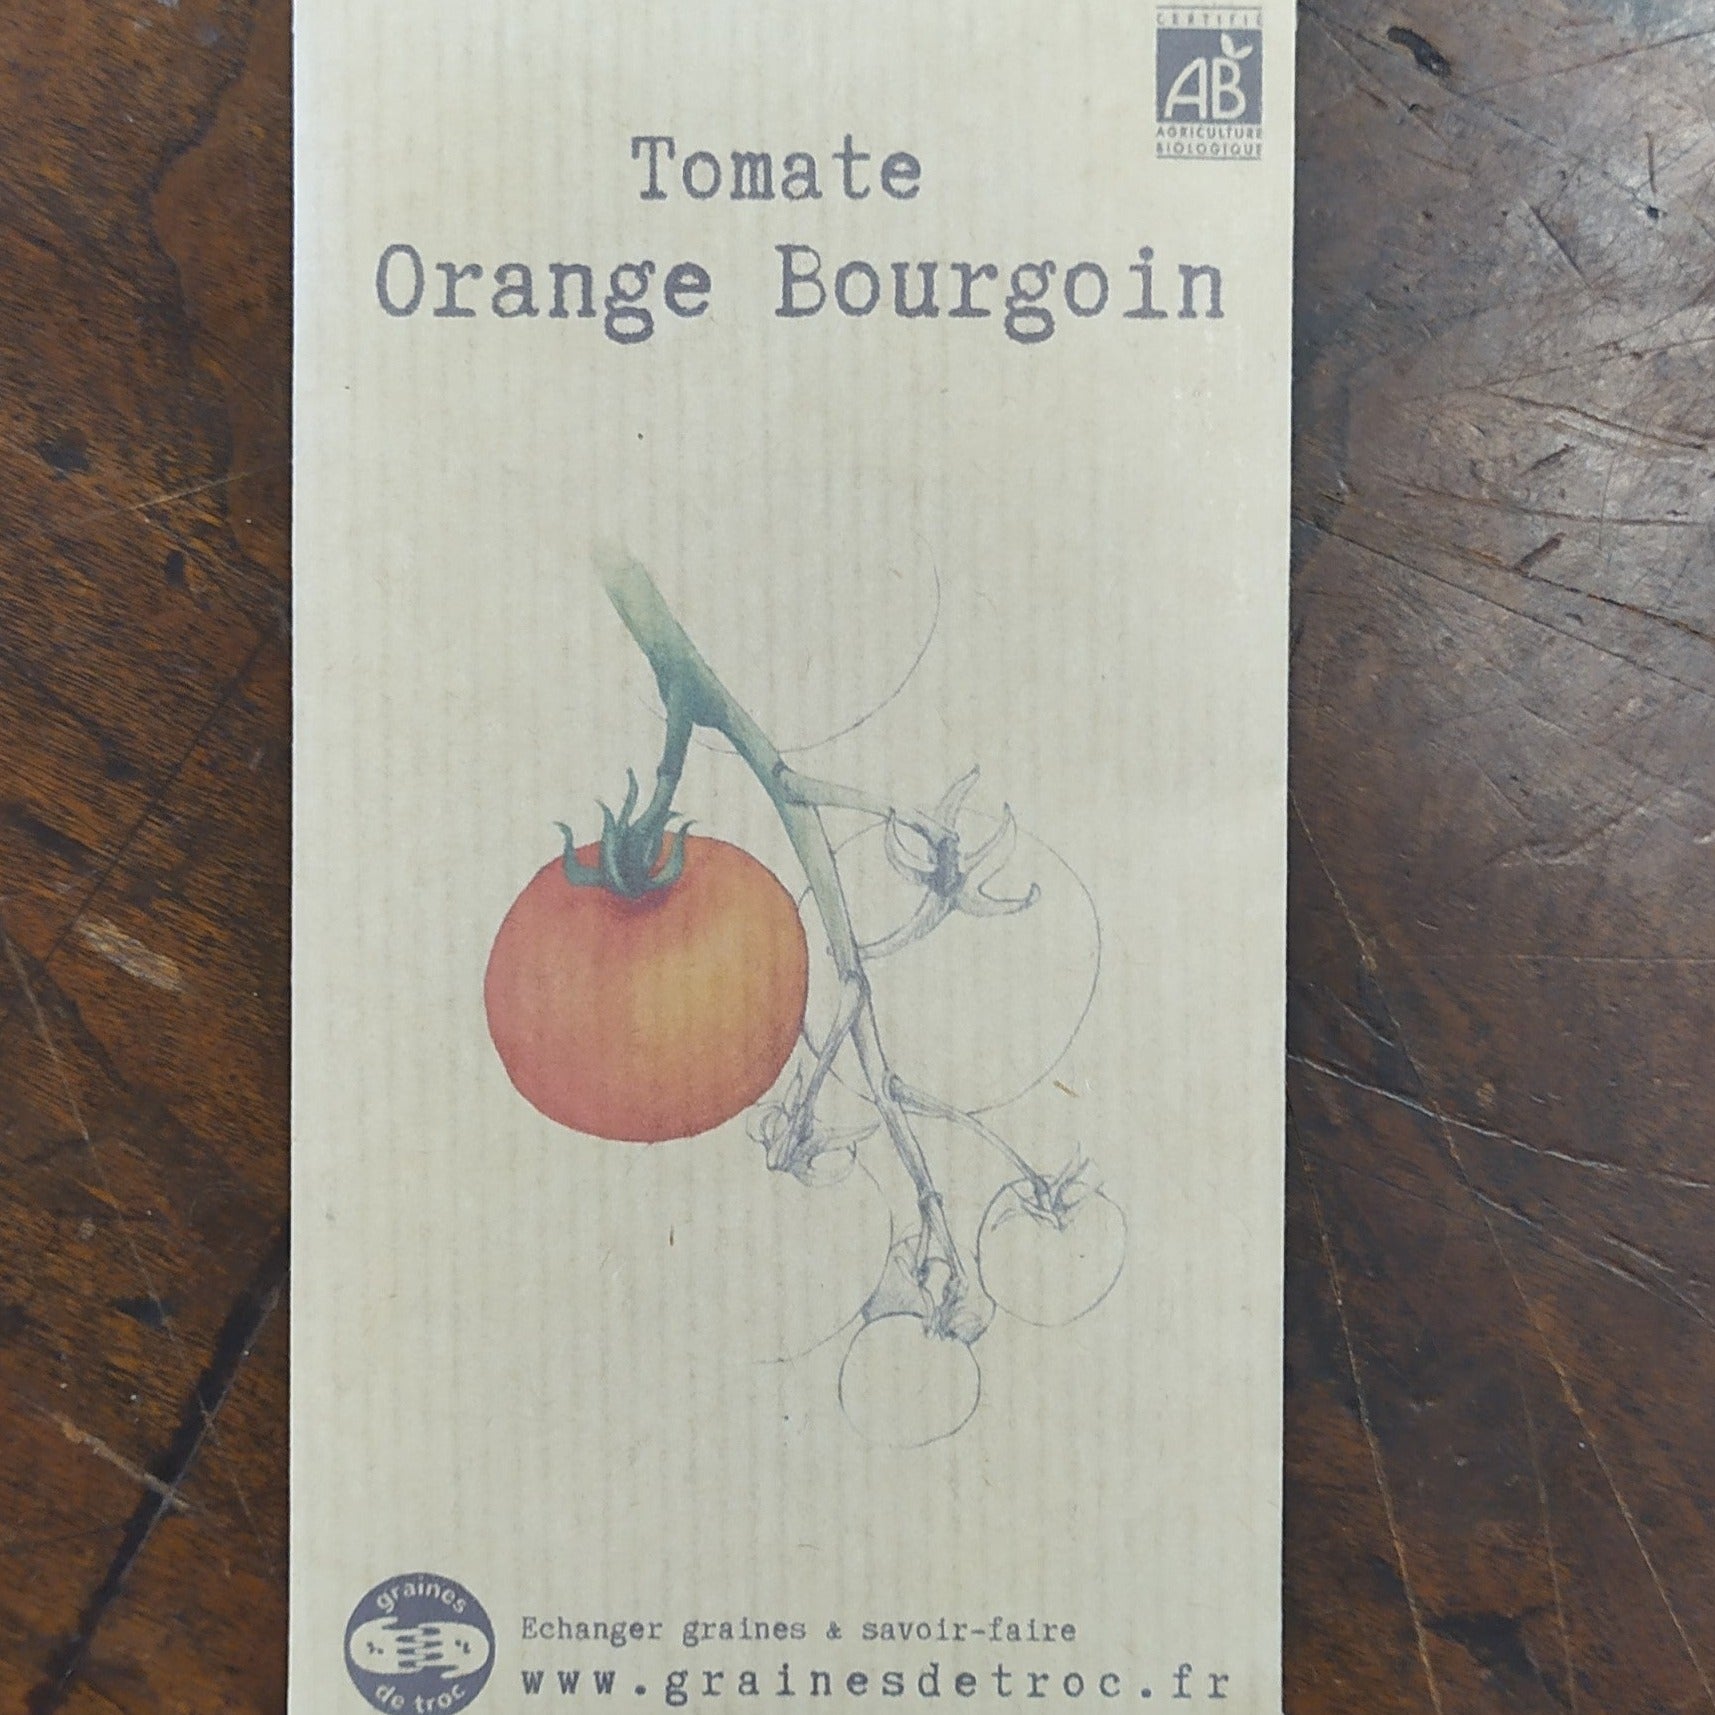 CERTIFIÉ
AB
AGRICULTURE
BIOLOGIQUE
Tomate
Orange Bourgoin
graines
de troc
Echanger graines & savoir-faire
www.grainesdetroc.fr